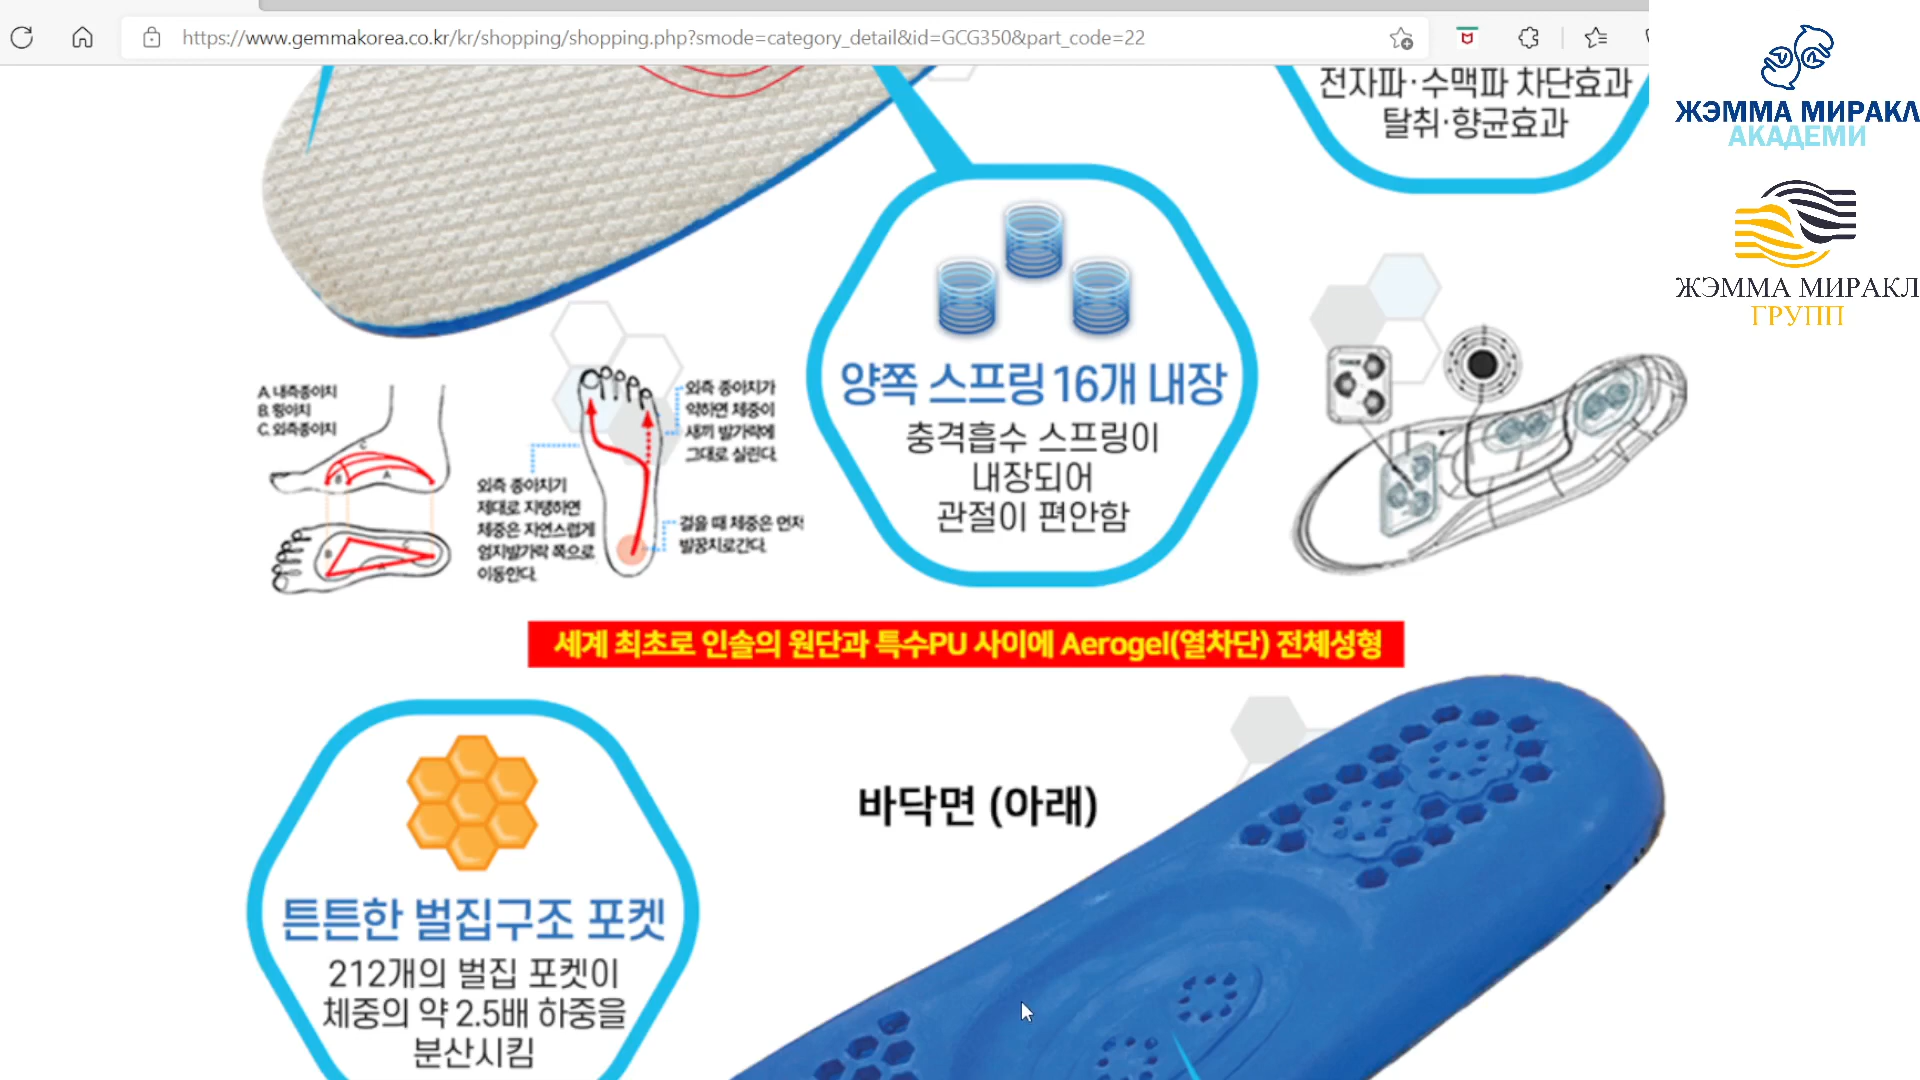 https://www.gemmakorea.co.kr/kr/shopping/shopping.php?smode=category_detail&id=GCG350&part_code=22
ЖЭММА МИРАКЛ
АКАДЕМИ
ЖЭММА МИРАКЛ
ГРУПП
전자파·수맥파 차단효과
탈취·향균효과
양쪽 스프링 16개 내장
충격흡수 스프링이
내장되어
관절이 편안함
A. 내측종아치
B. 횡아치
C. 외측종아치
C
B
A
B
C
A
외측 종아치가
약하면 체중이
새끼 발가락에
그대로 실린다.
외측 종아치가
제대로 지탱하면
체중은 자연스럽게
엄지발가락 쪽으로
이동한다.
걸을 때 체중은 먼저
발꿈치로간다.
세계 최초로 인솔의 원단과 특수PU 사이에 Aerogel(열차단) 전체성형
바닥면 (아래)
튼튼한 벌집구조 포켓
212개의 벌집 포켓이
체중의 약 2.5배 하중을
분산시킴